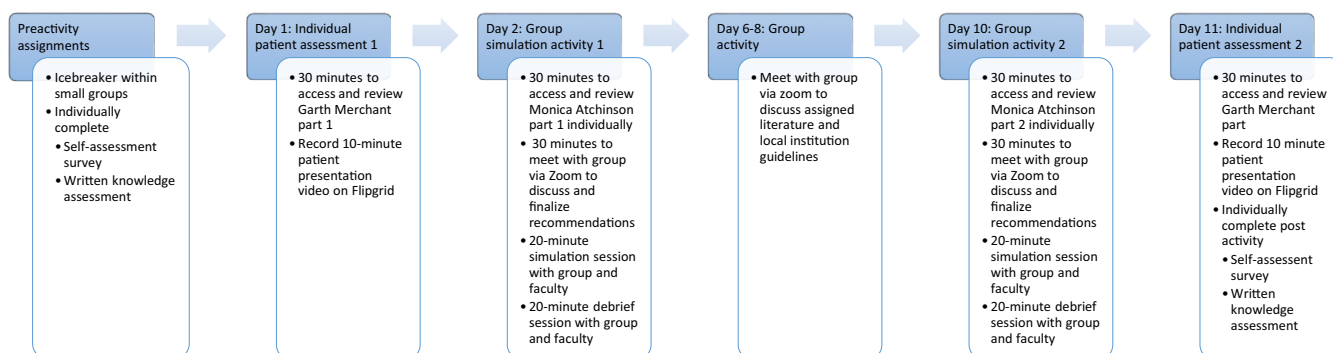 Preactivity
assignments
• Icebreaker within
small groups
• Individually
complete
• Self-assessment
survey
• Written knowledge
assessment
Day 1: Individual
patient assessment 1
• 30 minutes to
access and review
Garth Merchant
part 1
• Record 10-minute
patient
presentation
video on Flipgrid
Day 2: Group
simulation activity 1
• 30 minutes to
access and review
Monica Atchinson
part 1 individually
• 30 minutes to
meet with group
via Zoom to
discuss and
finalize
recommendations
• 20-minute
simulation session
with group and
faculty
• 20-minute debrief
session with group
and faculty
Day 6-8: Group
activity
• Meet with group
via zoom to
discuss assigned
literature and
local institution
guidelines
Day 10: Group
simulation activity 2
• 30 minutes to
access and review
Monica Atchinson
part 2 individually
• 30 minutes to
meet with group
via Zoom to
discuss and
finalize
recommendations
• 20-minute
simulation session
with group and
faculty
• 20-minute debrief
session with group
and faculty
Day 11: Individual
patient assessment 2
• 30 minutes to
access and review
Garth Merchant
part
• Record 10 minute
patient
presentation
video on Flipgrid
• Individually
complete post
activity
• Self-assessent
survey
• Written
knowledge
assessment